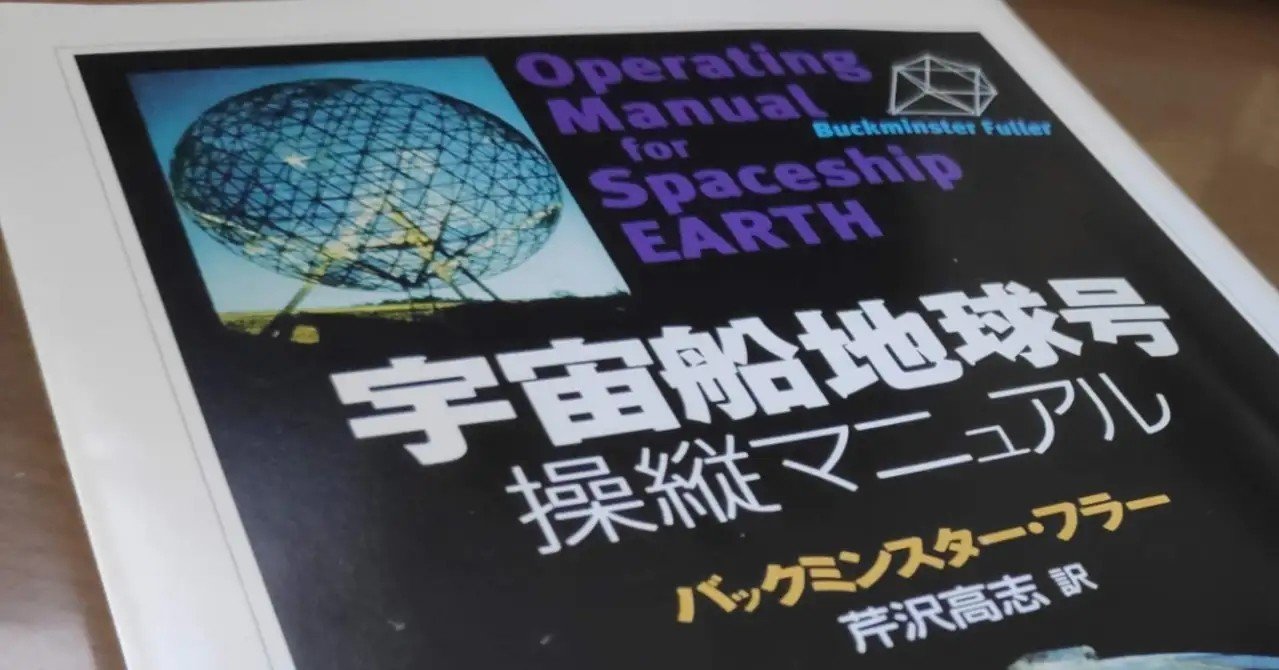 Operating
Manual
for
Spaceship
EARTH
Buckminster Fuller
宇宙船地球号
操縦マニュアル
バックミンスター・フラー
芹沢高志 訳